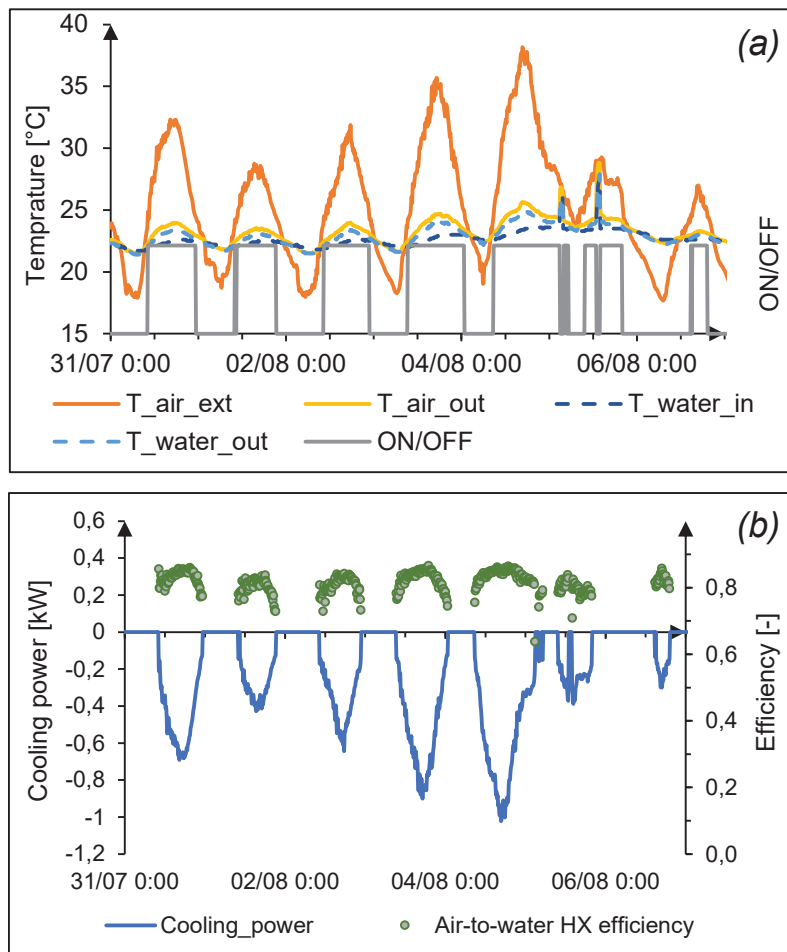 (a)
40
35
30
25
20
15
Temprature [°C]
ON/OFF
31/07 0:00 02/08 0:00 04/08 0:00 06/08 0:00
T_air_ext T_air_out T_water_in
T_water_out ON/OFF
(b)
0,6
0,4
0,2
0
-0,2
-0,4
-0,6
-0,8
-1
-1,2
Cooling power [kW]
0,8
0,6
0,4
0,2
0,0
Efficiency [-]
31/07 0:00 02/08 0:00 04/08 0:00 06/08 0:00
Cooling_power Air-to-water HX efficiency